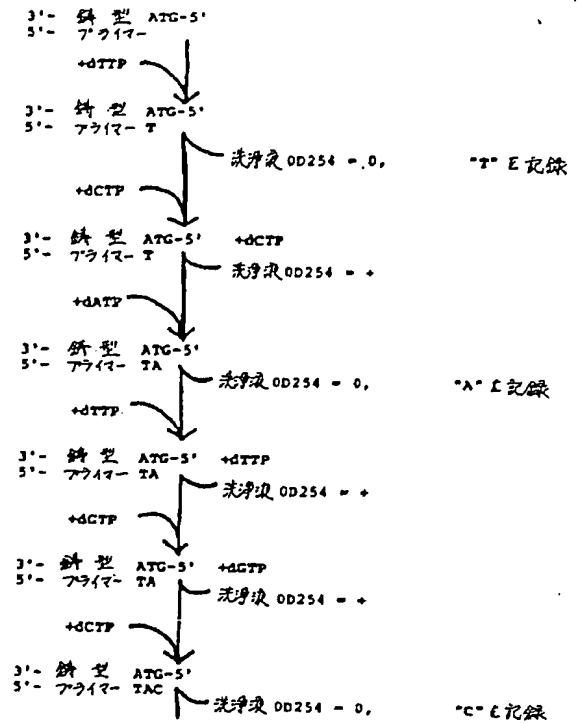 3'- 鋳型 ATG-5'
5'- プライマー
+dTTP
3'- 鋳型 ATG-5'
5'- プライマー T
洗浄液 OD254 = 0, "T" を記録
+dCTP
3'- 鋳型 ATG-5' +dCTP
5'- プライマー T
洗浄液 OD254 = +
+dATP
3'- 鋳型 ATG-5'
5'- プライマー TA
洗浄液 OD254 = 0, "A" を記録
+dTTP
3'- 鋳型 ATG-5' +dTTP
5'- プライマー TA
洗浄液 OD254 = +
+dGTP
3'- 鋳型 ATG-5' +dGTP
5'- プライマー TA
洗浄液 OD254 = +
+dCTP
3'- 鋳型 ATG-5'
5'- プライマー TAC
洗浄液 OD254 = 0, "C" を記録